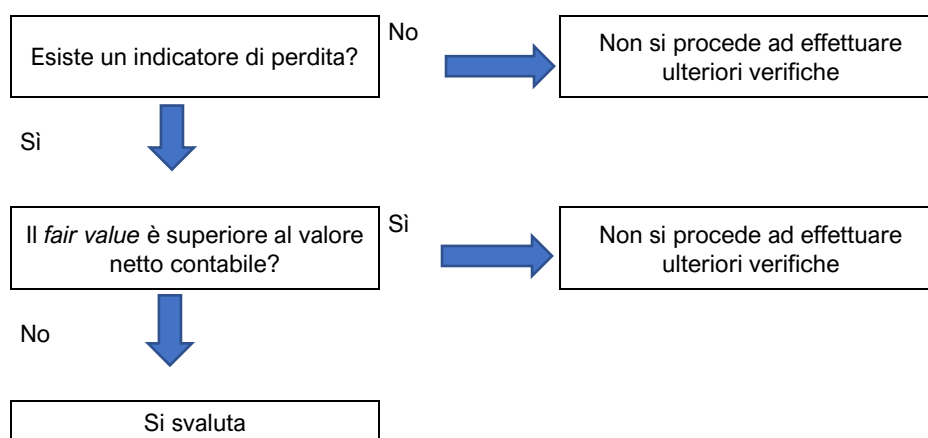 Esiste un indicatore di perdita?
No
Non si procede ad effettuare
ulteriori verifiche
Sì
Il fair value è superiore al valore
netto contabile?
Sì
Non si procede ad effettuare
ulteriori verifiche
No
Si svaluta